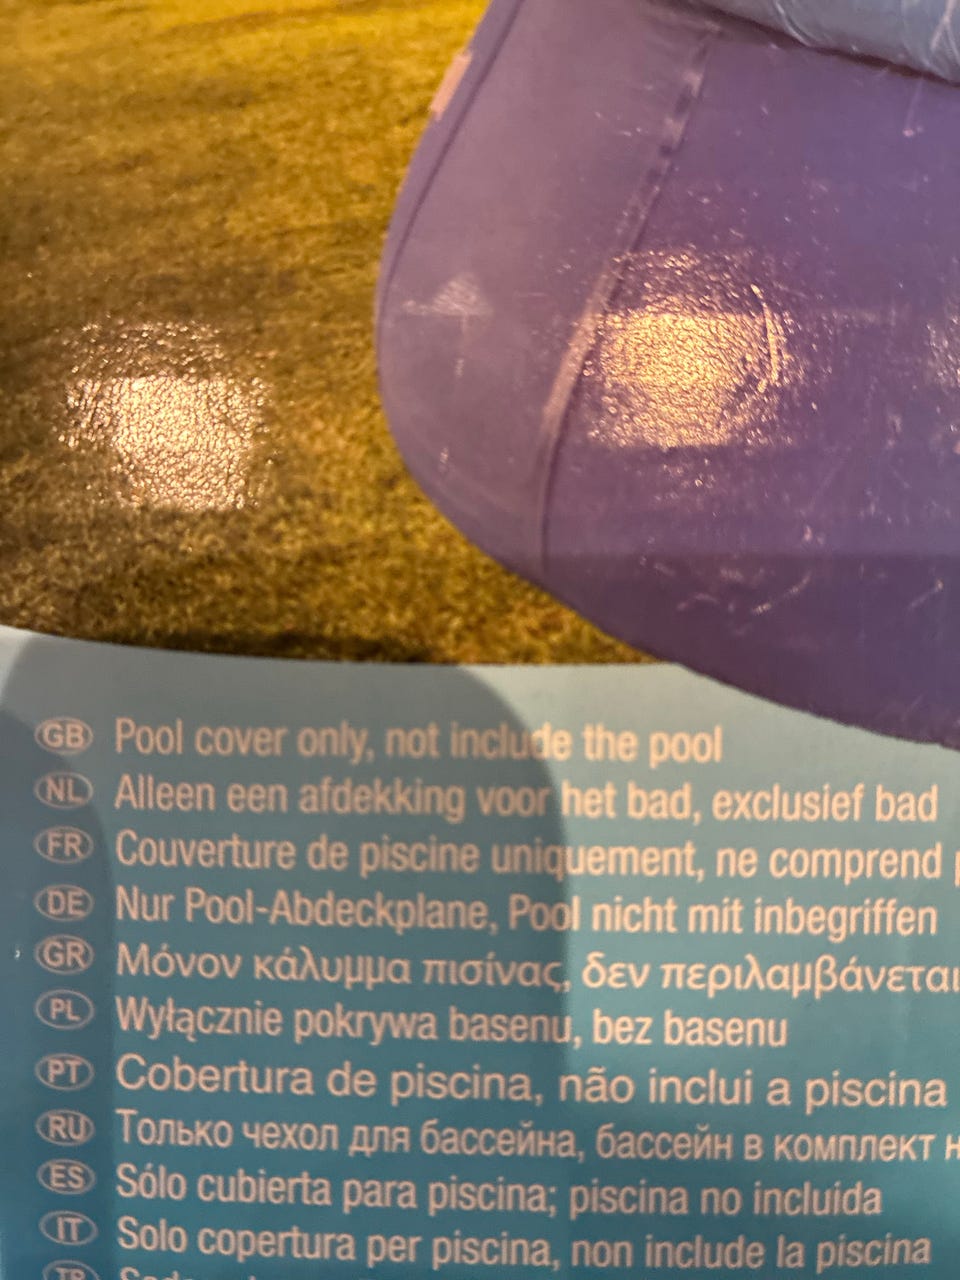 GB Pool cover only, not include the pool
NL Alleen een afdekking voor het bad, exclusief bad
FR Couverture de piscine uniquement, ne comprend
DE Nur Pool-Abdeckplane, Pool nicht mit inbegriffen
GR Μόνον κάλυμμα πισίνας, δεν περιλαμβάνεται
PL Wyłącznie pokrywa basenu, bez basenu
PT Cobertura de piscina, não inclui a piscina
RU Только чехол для бассейна, бассейн в комплект
ES Sólo cubierta para piscina; piscina no incluida
IT Solo copertura per piscina, non include la piscina
TR